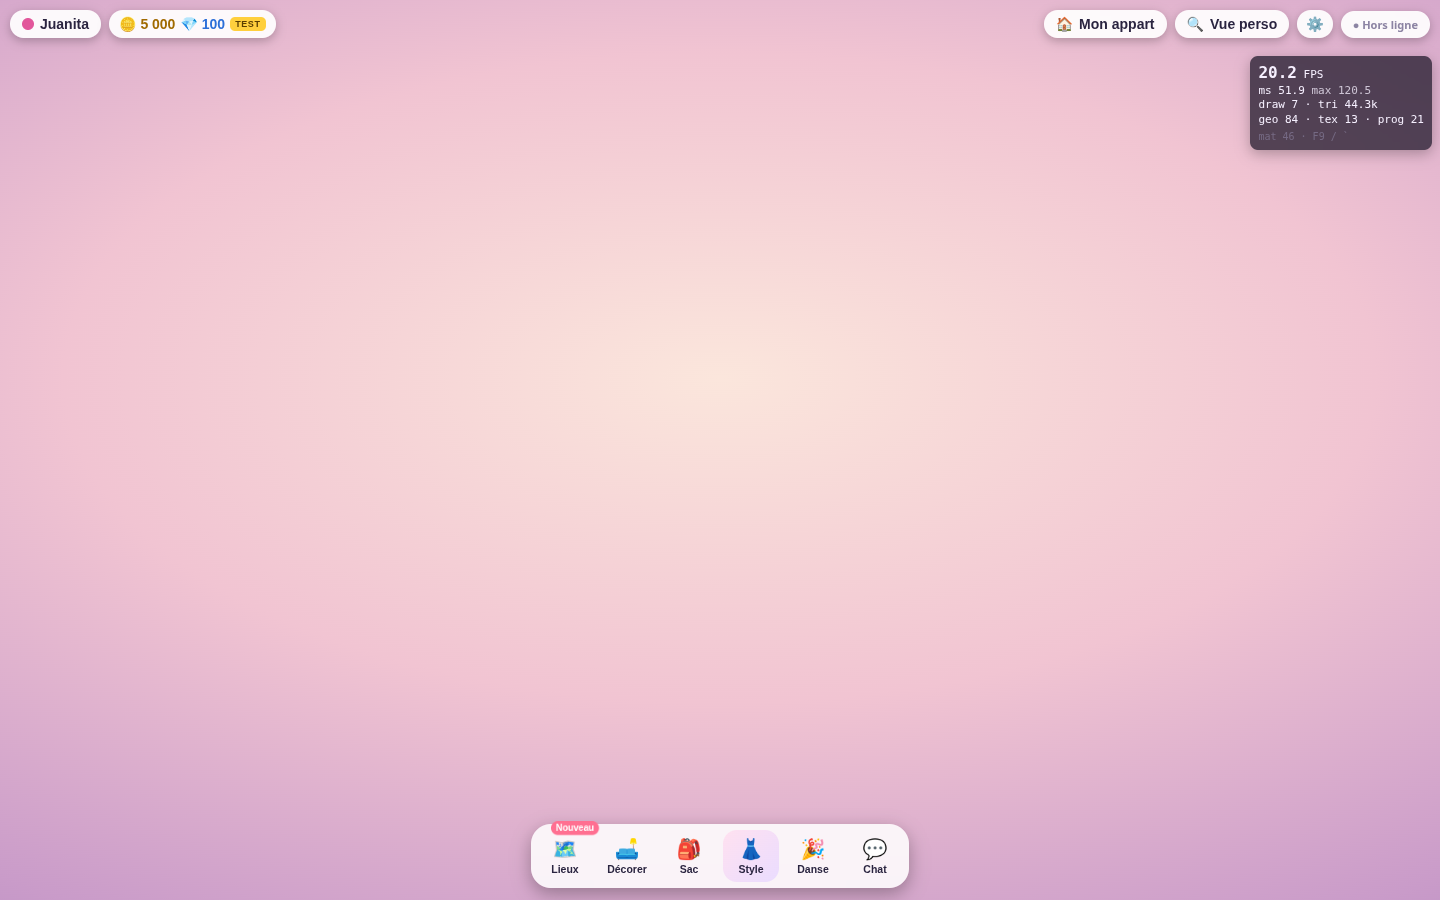 Juanita
5 000 100 TEST
Mon appart
Vue perso
● Hors ligne
20.2 FPS
ms 51.9 max 120.5
draw 7 · tri 44.3k
geo 84 · tex 13 · prog 21
mat 46 · F9 / `
Nouveau
Lieux
Décorer
Sac
Style
Danse
Chat